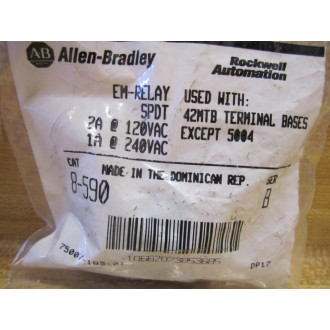 AB Allen-Bradley
Rockwell
Automation
EM-RELAY USED WITH:
SPDT 42MTB TERMINAL BASES
2A @ 120VAC EXCEPT 5004
1A @ 240VAC
MADE IN THE DOMINICAN REP.
CAT SER
8-590 B
DP17